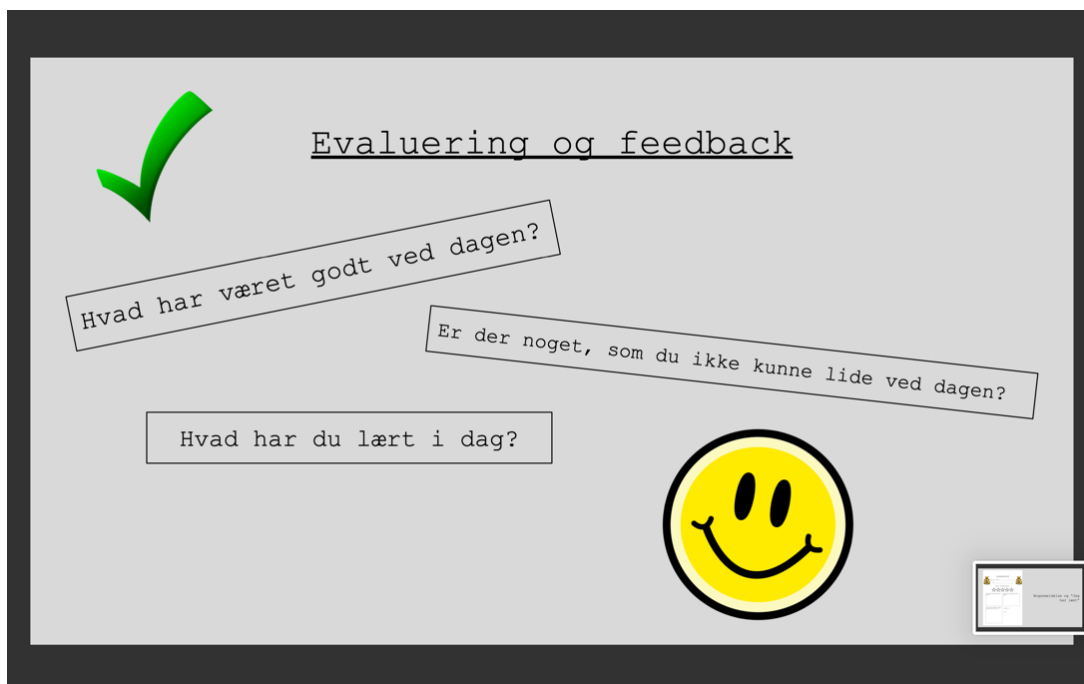 Evaluering og feedback
Hvad har været godt ved dagen?
Er der noget, som du ikke kunne lide ved dagen?
Hvad har du lært i dag?